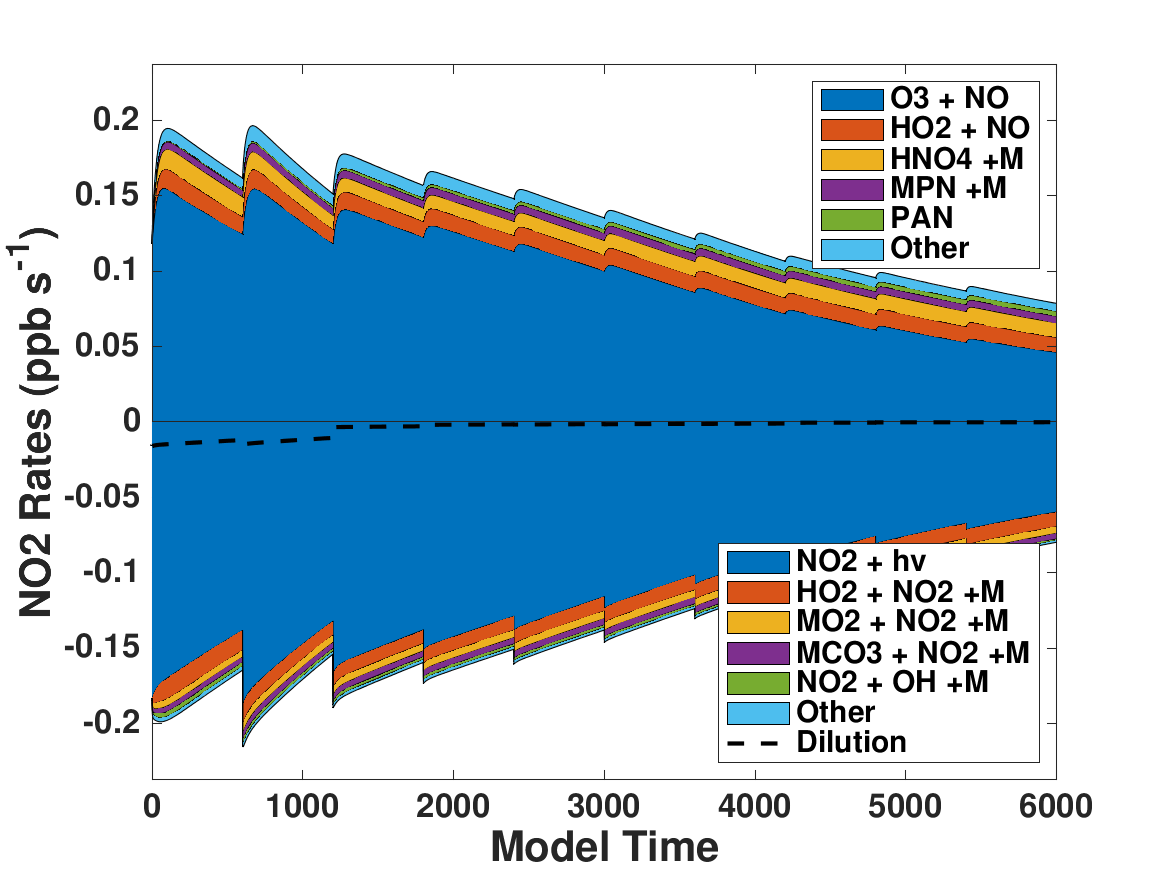 NO2 Rates (ppb s-1)
0.2
0.15
0.1
0.05
0
-0.05
-0.1
-0.15
-0.2
O3 + NO
HO2 + NO
HNO4 +M
MPN +M
PAN
Other
NO2 + hv
HO2 + NO2 +M
MO2 + NO2 +M
MCO3 + NO2 +M
NO2 + OH +M
Other
Dilution
0 1000 2000 3000 4000 5000 6000
Model Time